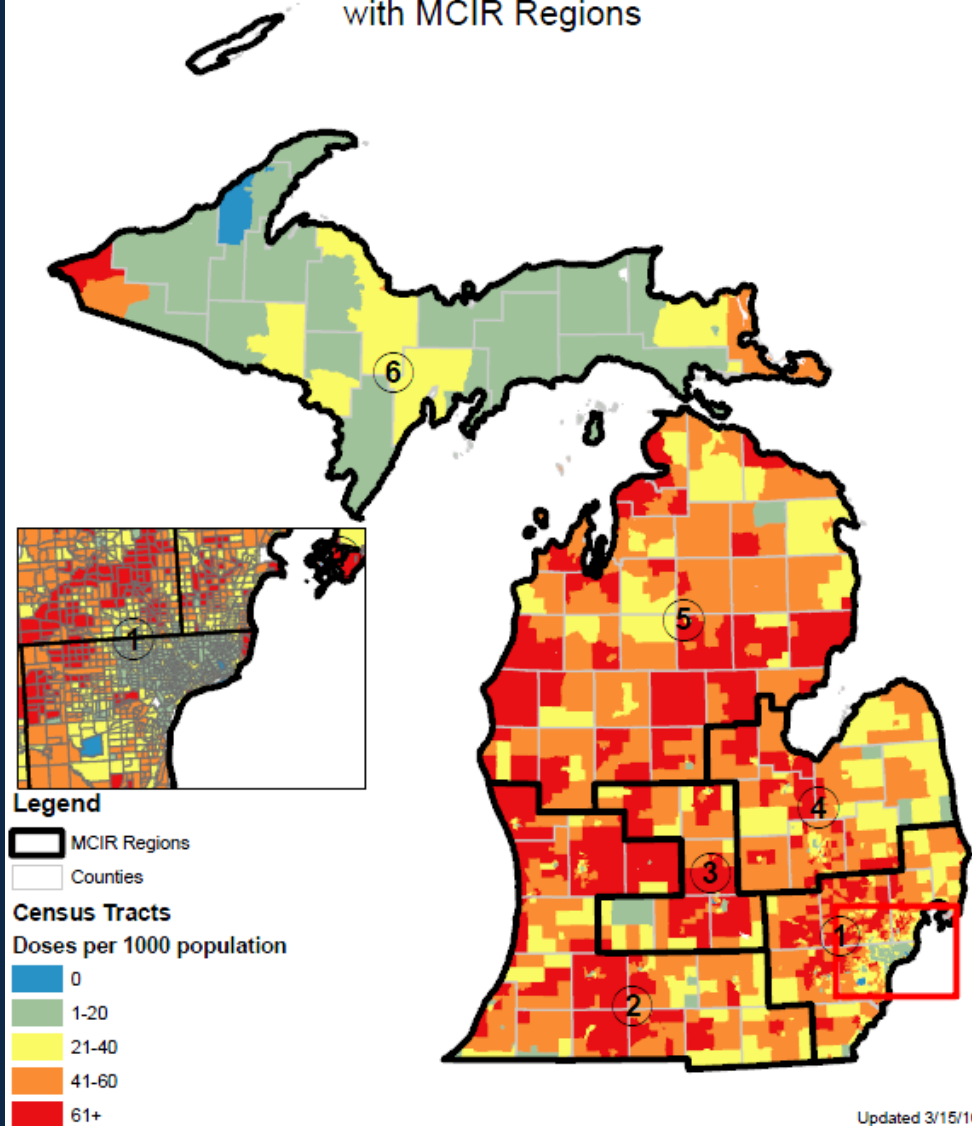 with MCIR Regions
6
5
1
4
3
1
2
Legend
MCIR Regions
Counties
Census Tracts
Doses per 1000 population
0
1-20
21-40
41-60
61+
Updated